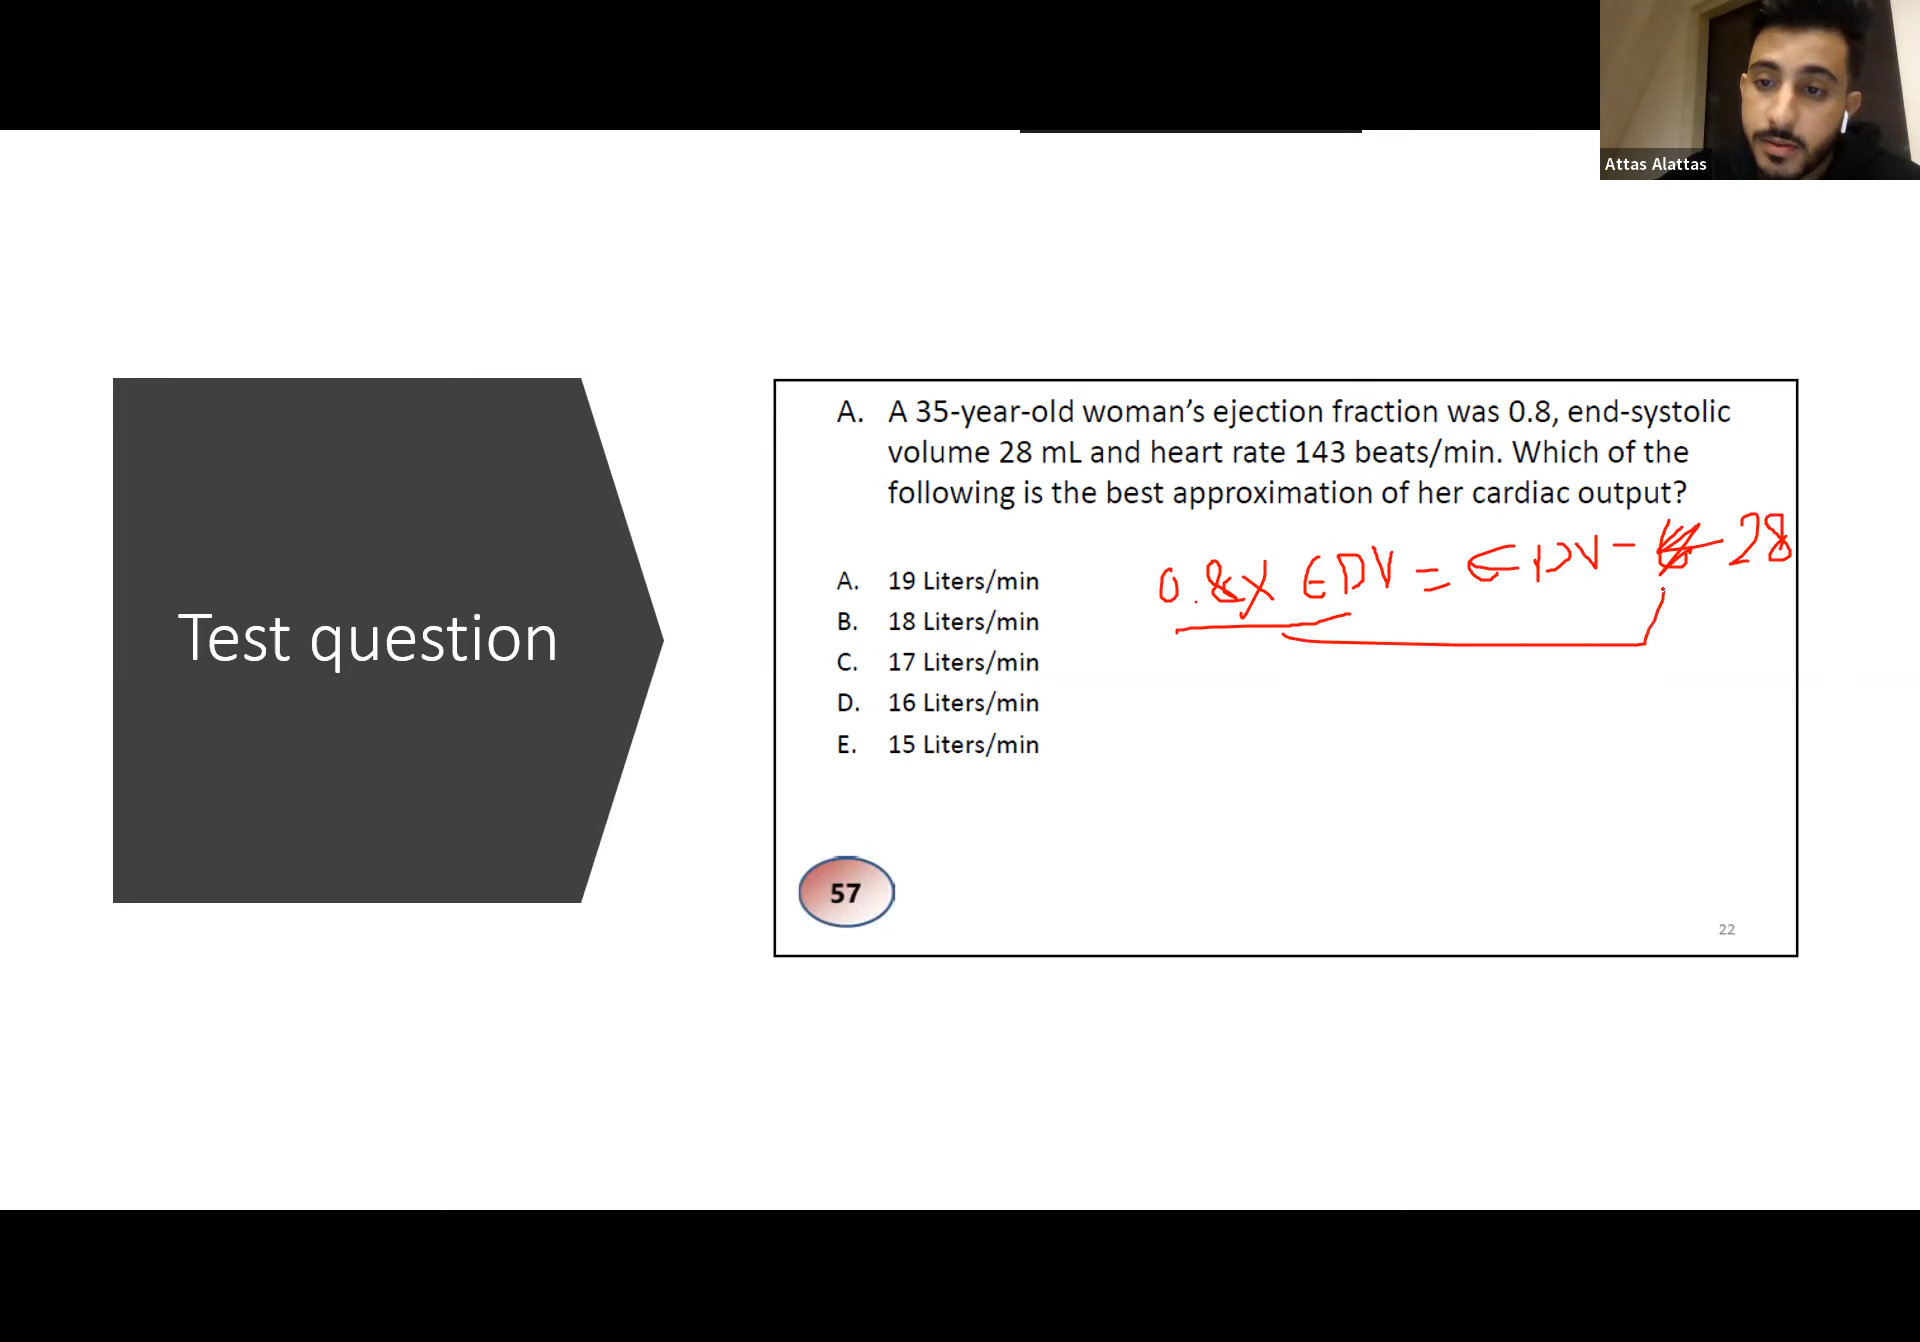 Attas Alattas
Test question
A. A 35-year-old woman’s ejection fraction was 0.8, end-systolic
volume 28 mL and heart rate 143 beats/min. Which of the
following is the best approximation of her cardiac output?
0.8x EDV = EDV - 28
A. 19 Liters/min
B. 18 Liters/min
C. 17 Liters/min
D. 16 Liters/min
E. 15 Liters/min
57
22